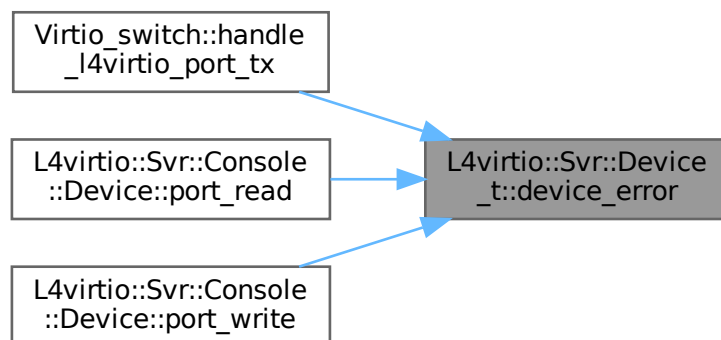 Virtio_switch::handle
_l4virtio_port_tx
L4virtio::Svr::Console
::Device::port_read
L4virtio::Svr::Device
_t::device_error
L4virtio::Svr::Console
::Device::port_write